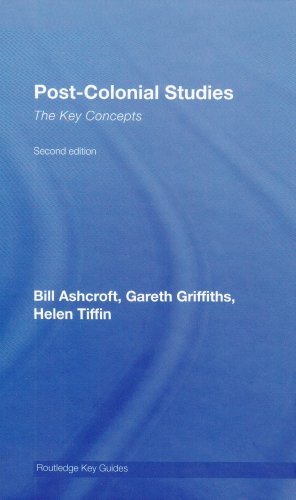 Post-Colonial Studies
The Key Concepts
Second edition
Bill Ashcroft, Gareth Griffiths,
Helen Tiffin
Routledge Key Guides